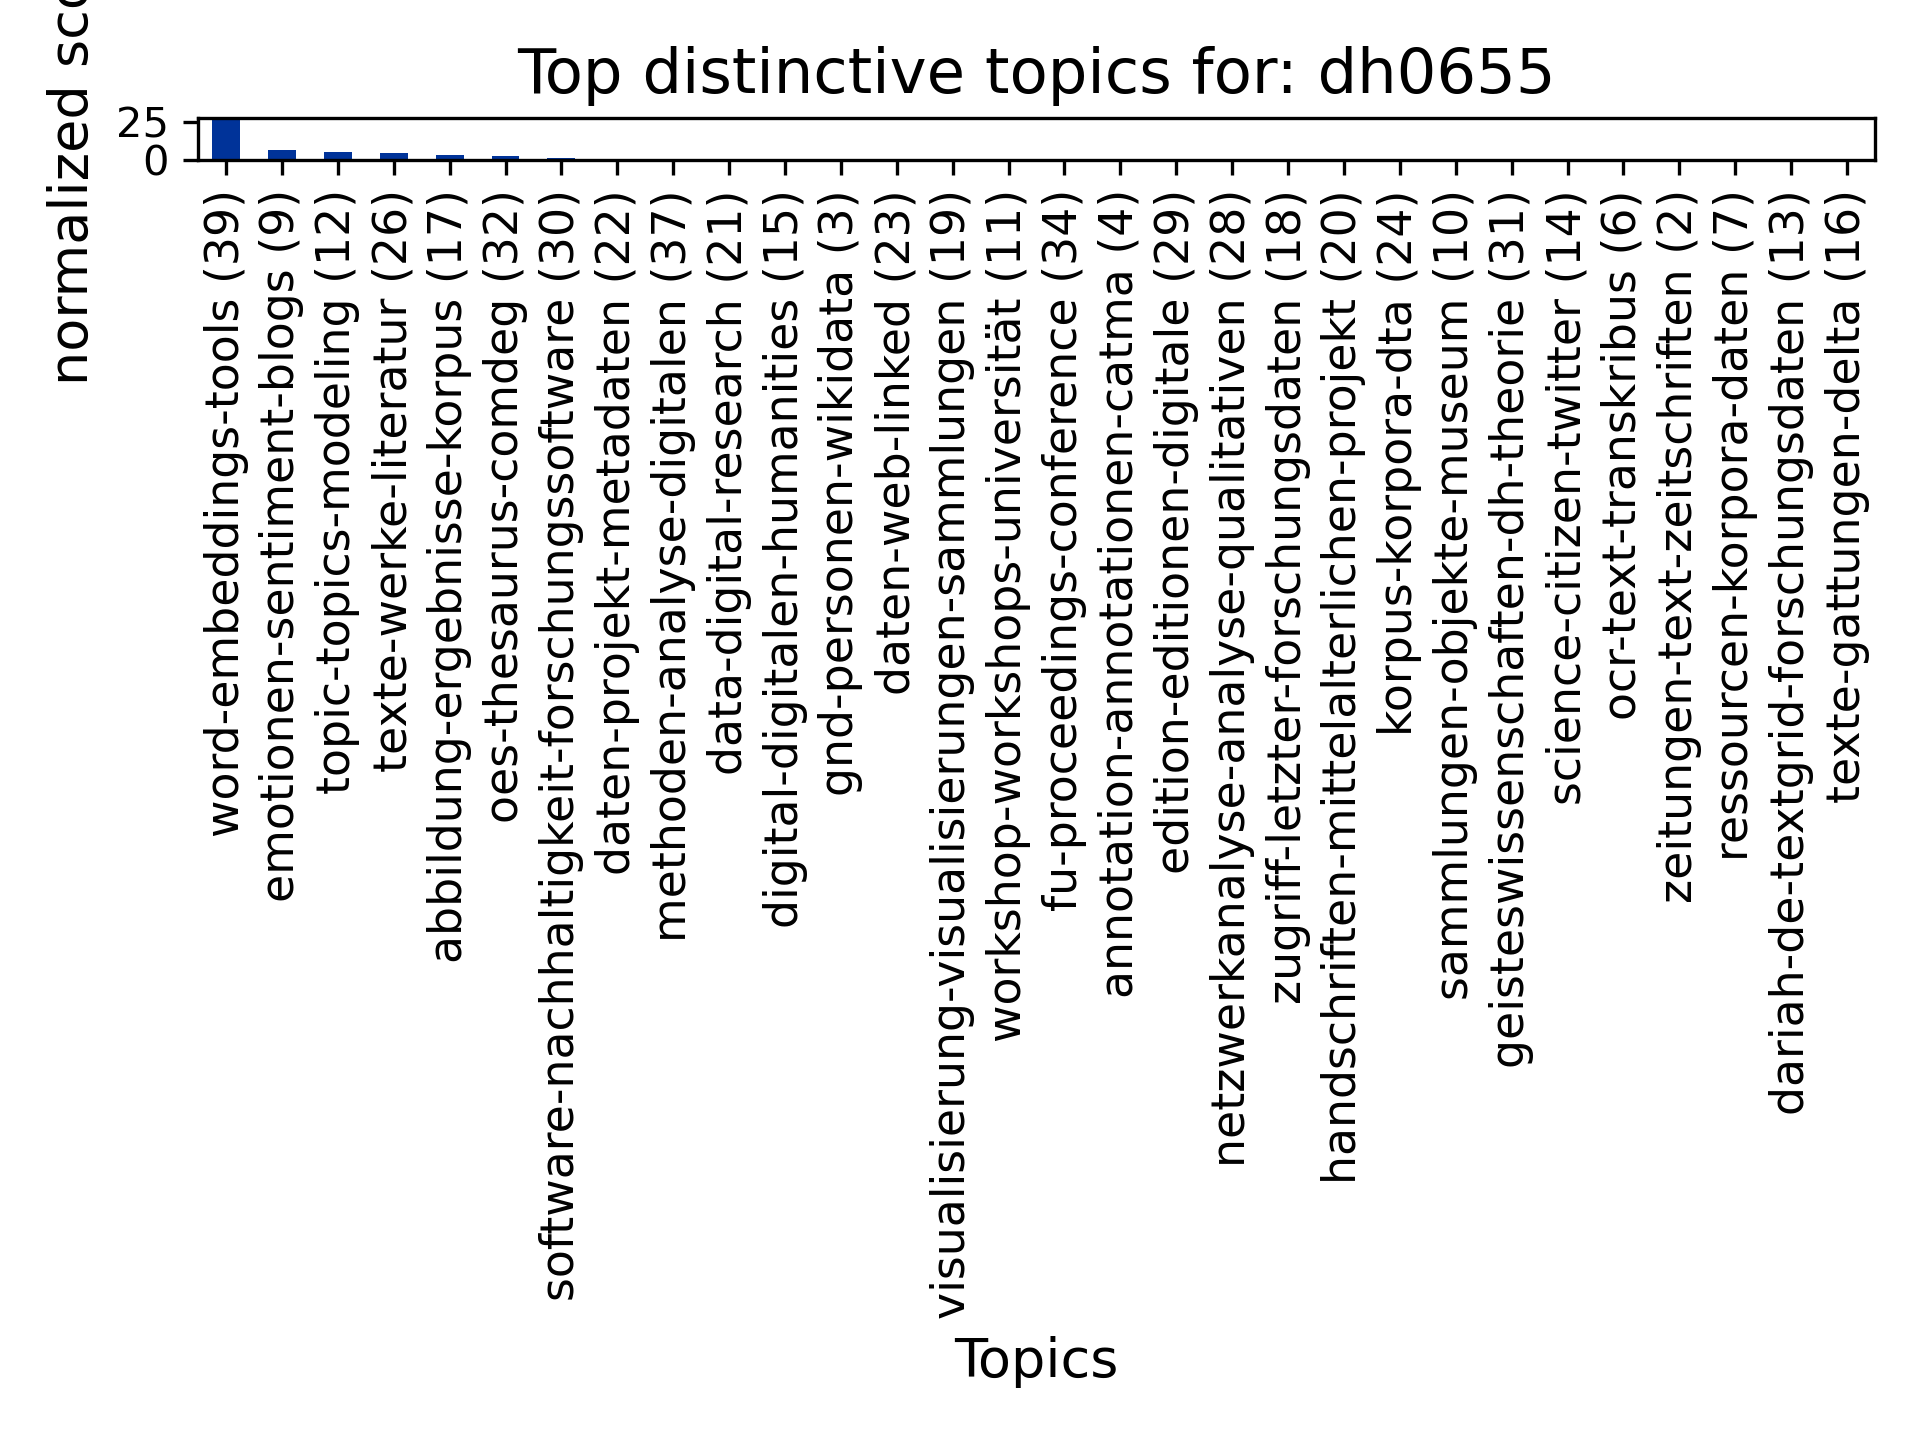 Top distinctive topics for: dh0655
normalized sco
25
0
word-embeddings-tools (39)
emotionen-sentiment-blogs (9)
topic-topics-modeling (12)
texte-werke-literatur (26)
abbildung-ergebnisse-korpus (17)
oes-thesaurus-comdeg (32)
software-nachhaltigkeit-forschungssoftware (30)
daten-projekt-metadaten (22)
methoden-analyse-digitalen (37)
data-digital-research (21)
digital-digitalen-humanities (15)
gnd-personen-wikidata (3)
daten-web-linked (23)
visualisierung-visualisierungen-sammlungen (19)
workshop-workshops-universität (11)
fu-proceedings-conference (34)
annotation-annotationen-catma (4)
edition-editionen-digitale (29)
netzwerkanalyse-analyse-qualitativen (28)
zugriff-letzter-forschungsdaten (18)
handschriften-mittelalterlichen-projekt (20)
korpus-korpora-dta (24)
sammlungen-objekte-museum (10)
geisteswissenschaften-dh-theorie (31)
science-citizen-twitter (14)
ocr-text-transkribus (6)
zeitungen-text-zeitschriften (2)
ressourcen-korpora-daten (7)
dariah-de-textgrid-forschungsdaten (13)
texte-gattungen-delta (16)
Topics